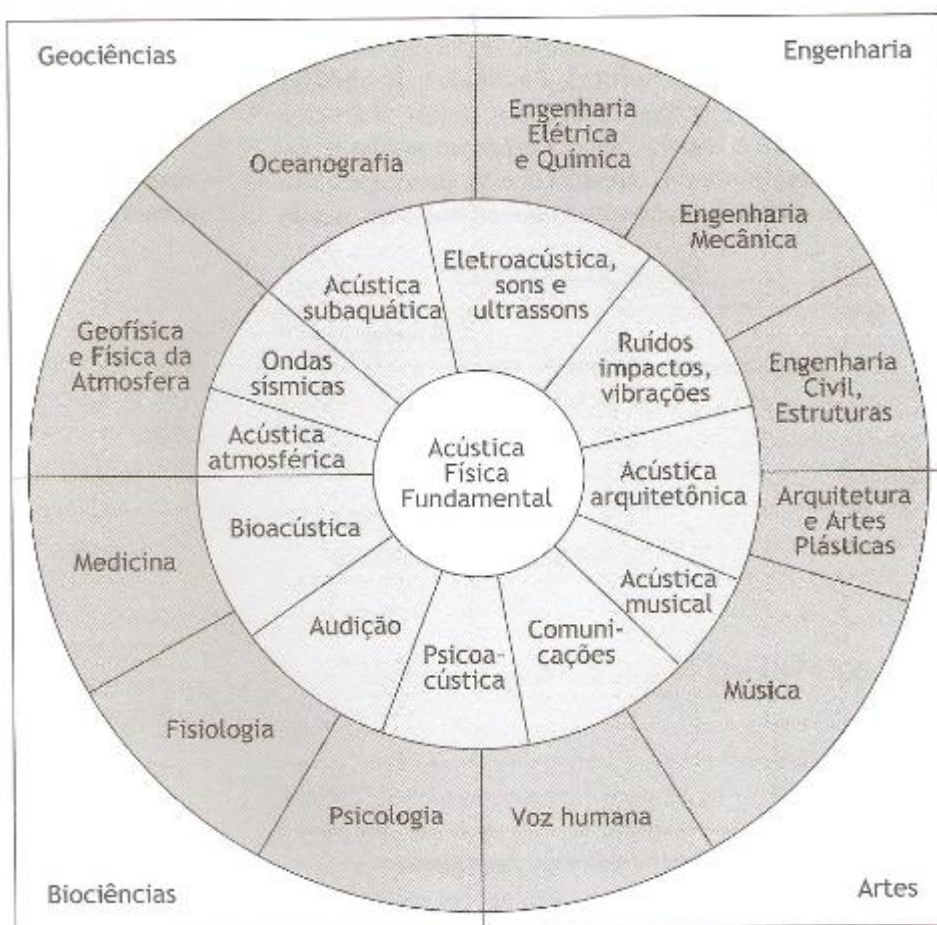 Geociências
Engenharia
Oceanografia
Engenharia
Elétrica
e Química
Engenharia
Mecânica
Engenharia
Civil,
Estruturas
Arquitetura
e Artes
Plásticas
Música
Voz humana
Psicologia
Fisiologia
Medicina
Geofísica
e Física da
Atmosfera
Acústica
subaquática
Eletroacústica,
sons e
ultrassons
Ruídos
impactos,
vibrações
Acústica
arquitetônica
Acústica
musical
Comuni-
cações
Psicoa-
cústica
Audição
Bioacústica
Acústica
atmosférica
Ondas
sísmicas
Acústica
Física
Fundamental
Biociências
Artes